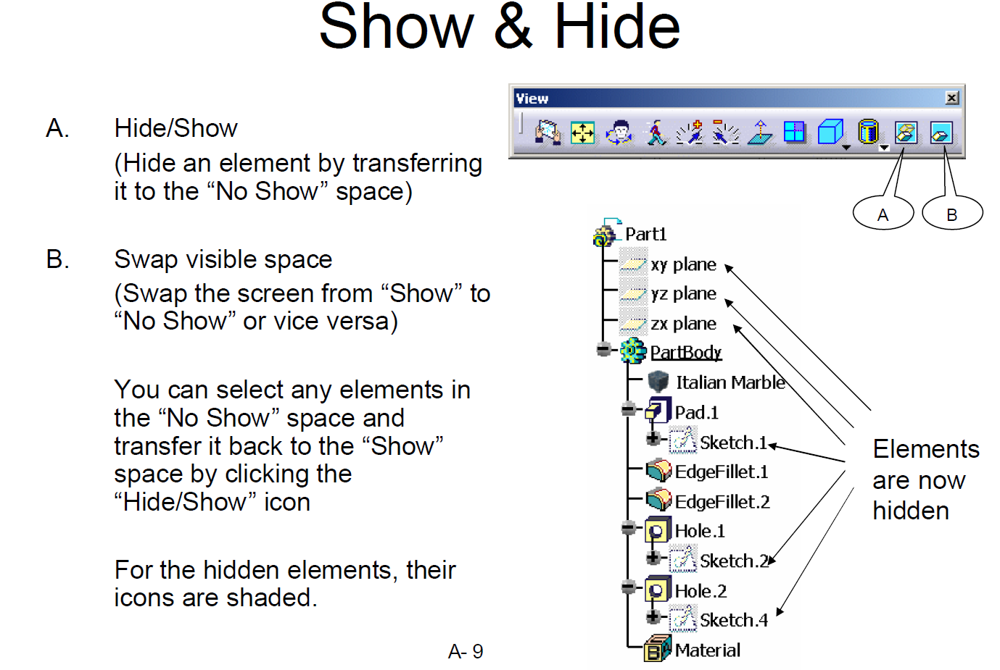 Show & Hide
A. Hide/Show
(Hide an element by transferring
it to the “No Show” space)
B. Swap visible space
(Swap the screen from “Show” to
“No Show” or vice versa)
You can select any elements in
the “No Show” space and
transfer it back to the “Show”
space by clicking the
“Hide/Show” icon
For the hidden elements, their
icons are shaded.
A- 9
View
A
B
Part1
xy plane
yz plane
zx plane
PartBody
Italian Marble
Pad.1
Sketch.1
EdgeFillet.1
EdgeFillet.2
Hole.1
Sketch.2
Hole.2
Sketch.4
Material
Elements
are now
hidden